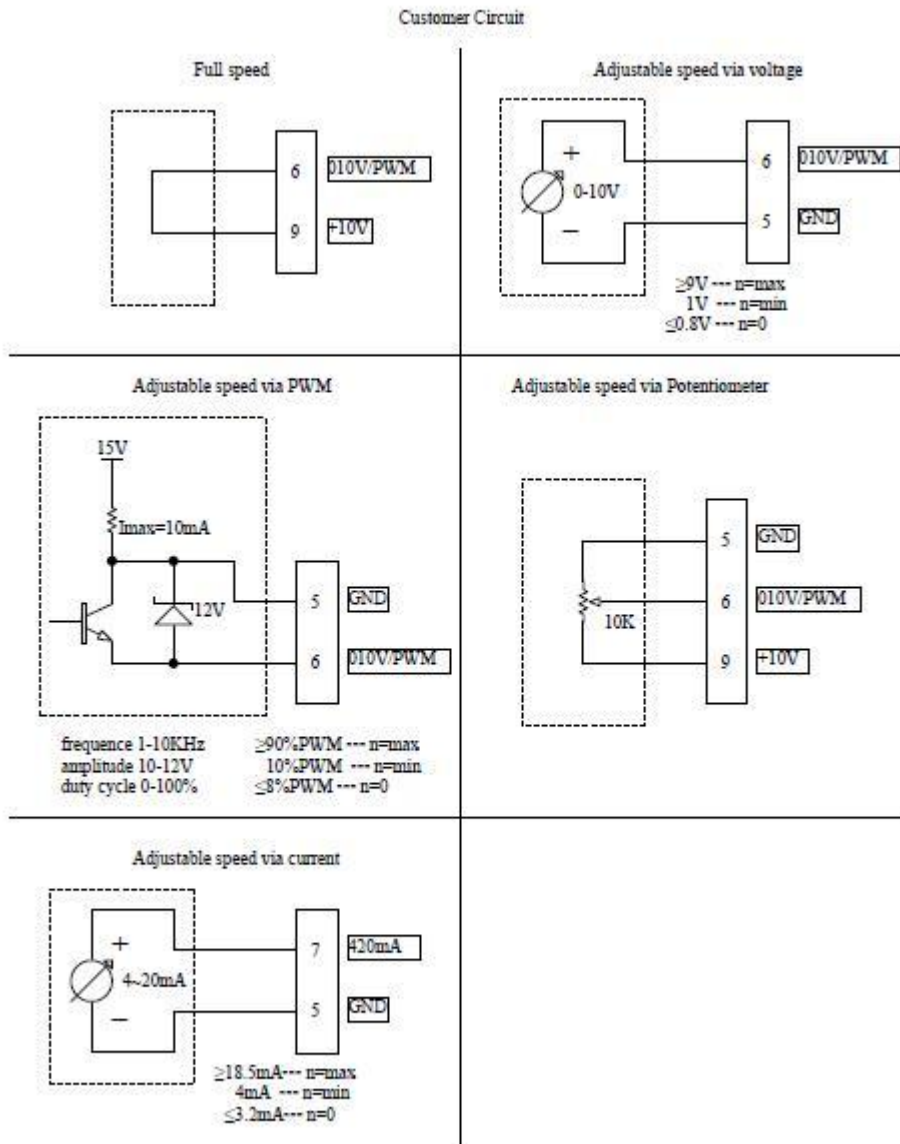 Customer Circuit
Full speed
6
010V/PWM
9
+10V
Adjustable speed via voltage
+
0-10V
−
6
010V/PWM
5
GND
≥9V --- n=max
1V --- n=min
≤0.8V --- n=0
Adjustable speed via PWM
15V
Imax=10mA
12V
5
GND
6
010V/PWM
frequence 1-10KHz
amplitude 10-12V
duty cycle 0-100%
≥90%PWM --- n=max
10%PWM --- n=min
≤8%PWM --- n=0
Adjustable speed via Potentiometer
10K
5
GND
6
010V/PWM
9
+10V
Adjustable speed via current
+
4~20mA
−
7
420mA
5
GND
≥18.5mA--- n=max
4mA --- n=min
≤3.2mA--- n=0